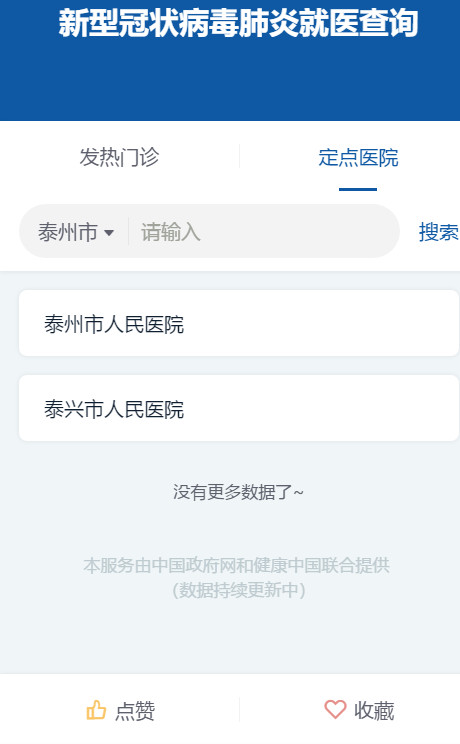 新型冠状病毒肺炎就医查询
发热门诊 定点医院
泰州市 请输入 搜索
泰州市人民医院
泰兴市人民医院
没有更多数据了~
本服务由中国政府网和健康中国联合提供
(数据持续更新中)
点赞 收藏